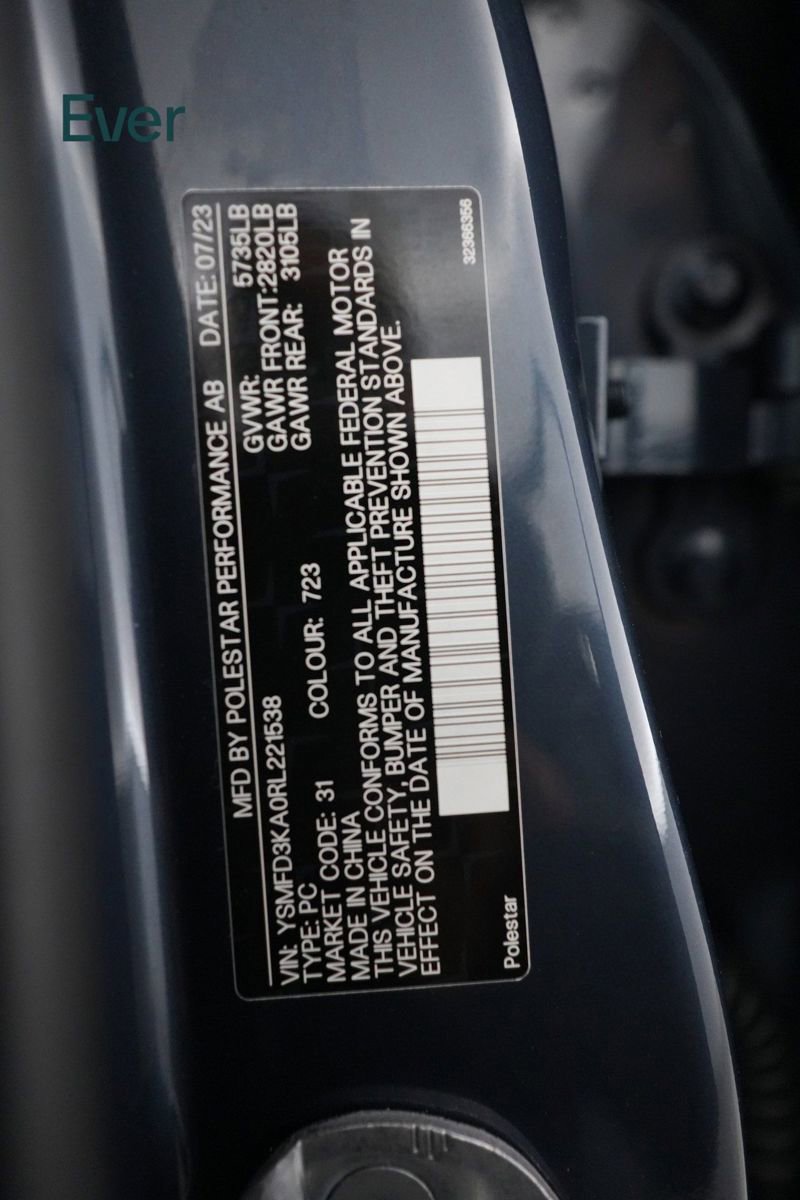 Ever
MFD BY POLESTAR PERFORMANCE AB DATE: 07/23
VIN: YSMFD3KA0RL221538 GVWR: 5735LB
TYPE: PC GAWR FRONT:2820LB
MARKET CODE: 31 COLOUR: 723 GAWR REAR: 3105LB
MADE IN CHINA
THIS VEHICLE CONFORMS TO ALL APPLICABLE FEDERAL MOTOR
VEHICLE SAFETY, BUMPER AND THEFT PREVENTION STANDARDS IN
EFFECT ON THE DATE OF MANUFACTURE SHOWN ABOVE.
Polestar 32386356